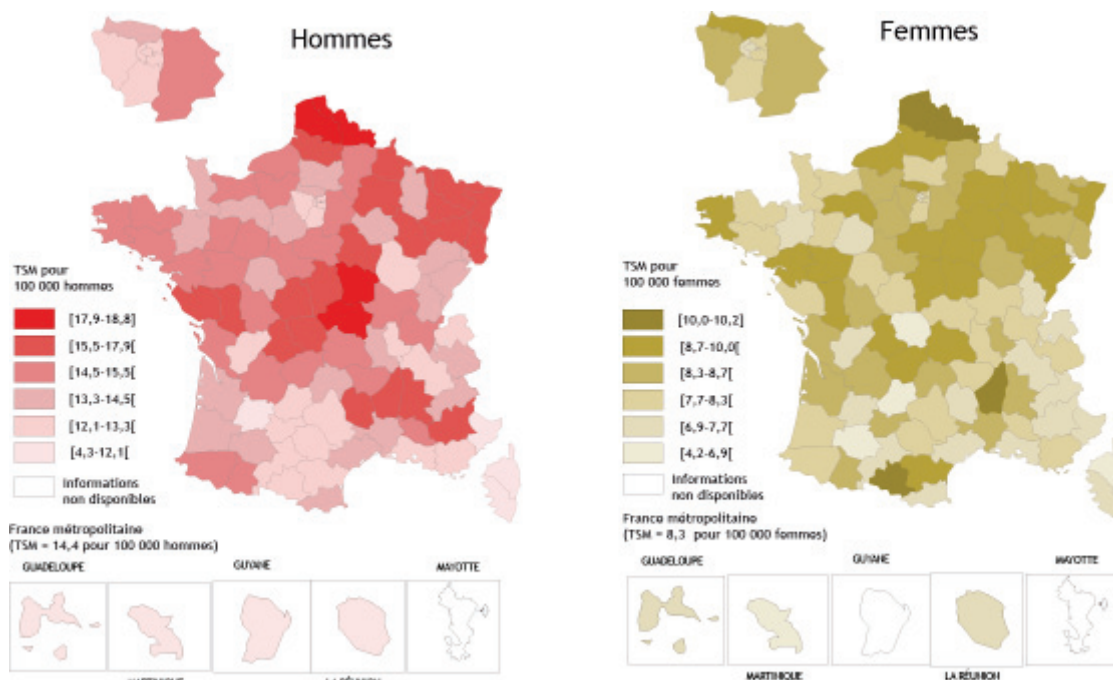 Hommes
TSM pour
100 000 hommes
[17,9-18,8]
[15,5-17,9[
[14,5-15,5[
[13,3-14,5[
[12,1-13,3[
[4,3-12,1[
Informations
non disponibles
France métropolitaine
(TSM = 14,4 pour 100 000 hommes)
GUADELOUPE
GUYANE
MAYOTTE
MARTINIQUE
LA RÉUNION
Femmes
TSM pour
100 000 femmes
[10,0-10,2]
[8,7-10,0[
[8,3-8,7[
[7,7-8,3[
[6,9-7,7[
[4,2-6,9[
Informations
non disponibles
France métropolitaine
(TSM = 8,3 pour 100 000 femmes)
GUADELOUPE
GUYANE
MAYOTTE
MARTINIQUE
LA RÉUNION